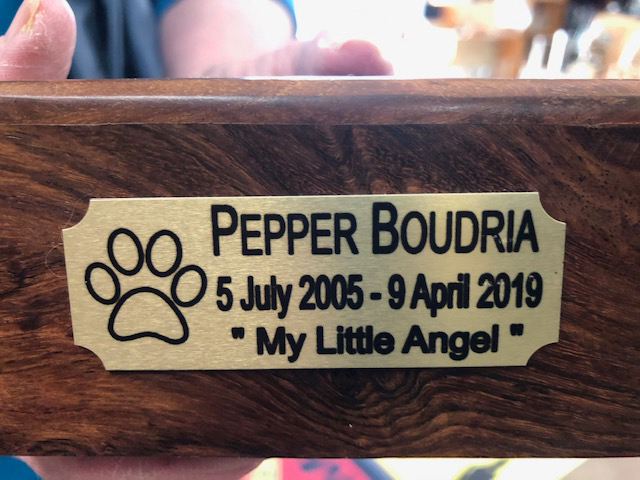 PEPPER BOUDRIA
5 July 2005 - 9 April 2019
" My Little Angel "